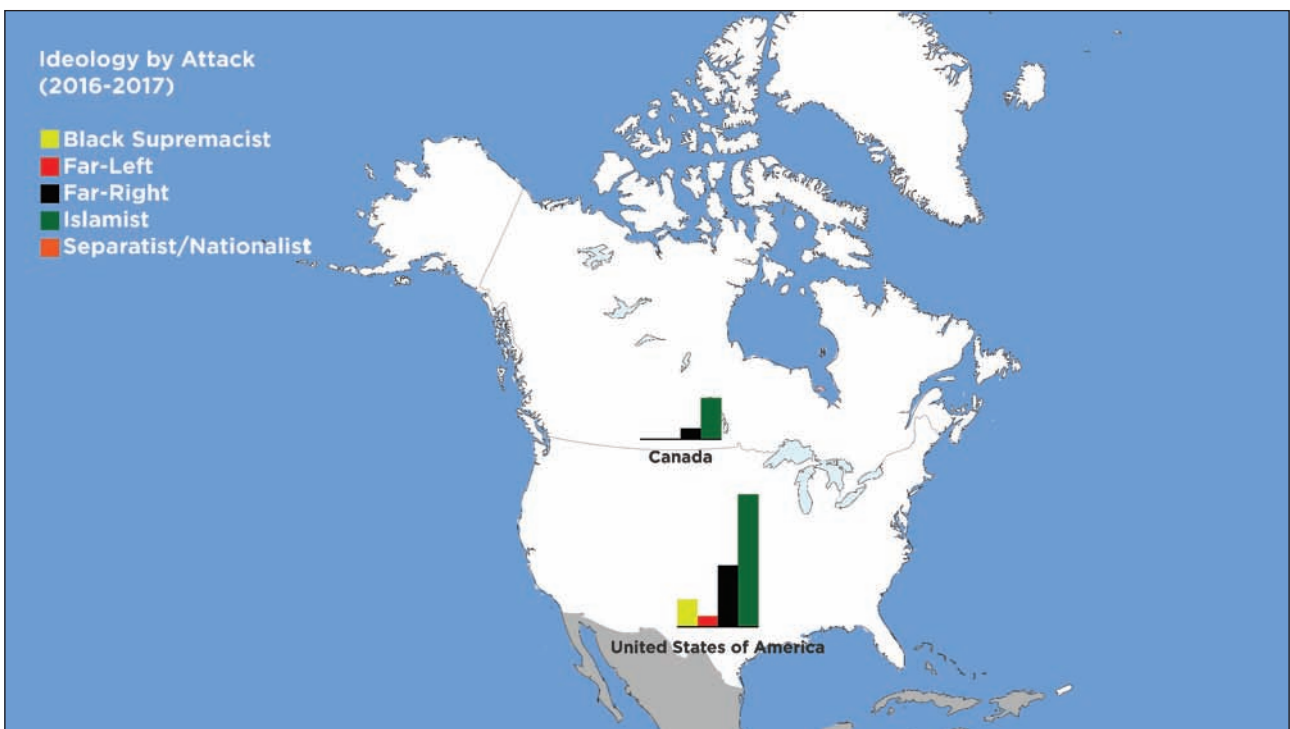 Ideology by Attack
(2016-2017)
Black Supremacist
Far-Left
Far-Right
Islamist
Separatist/Nationalist
Canada
United States of America